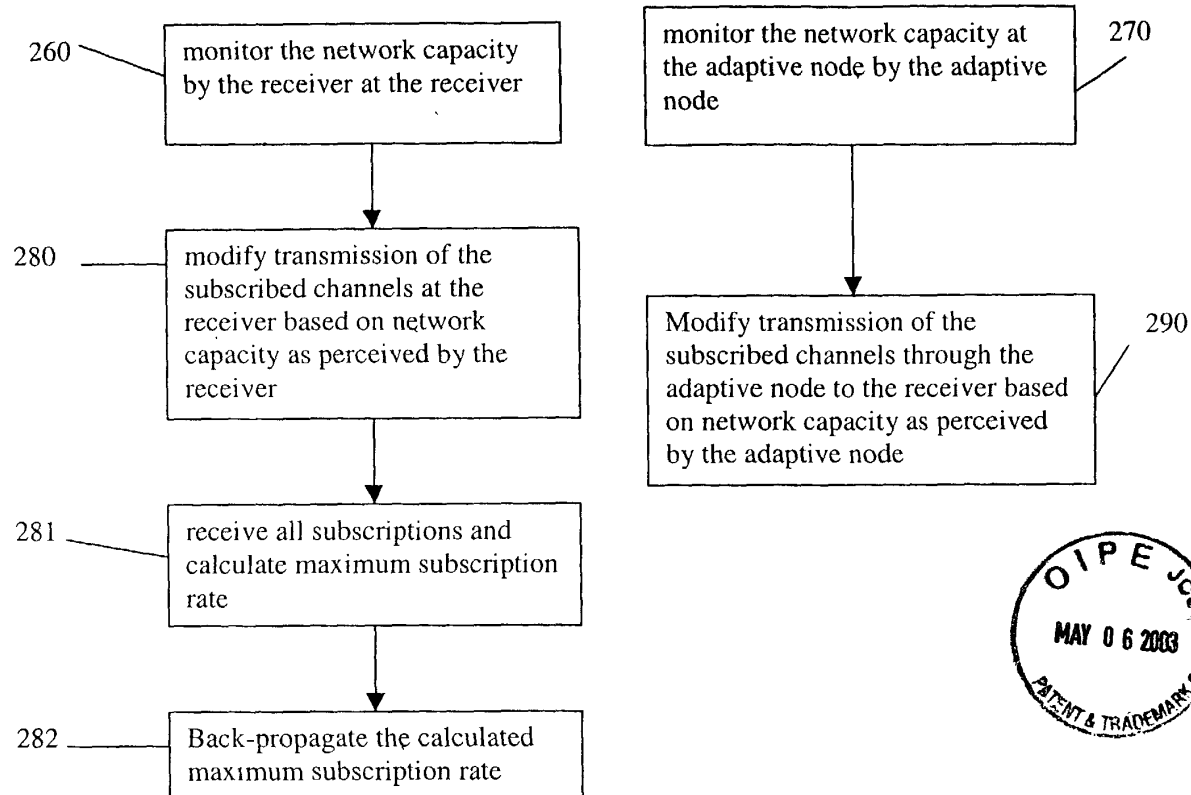 260
monitor the network capacity
by the receiver at the receiver
280
modify transmission of the
subscribed channels at the
receiver based on network
capacity as perceived by the
receiver
281
receive all subscriptions and
calculate maximum subscription
rate
282
Back-propagate the calculated
maximum subscription rate
monitor the network capacity at
the adaptive node by the adaptive
node
270
Modify transmission of the
subscribed channels through the
adaptive node to the receiver based
on network capacity as perceived
by the adaptive node
290
OIPE
MAY 06 2003
PATENT & TRADEMARK